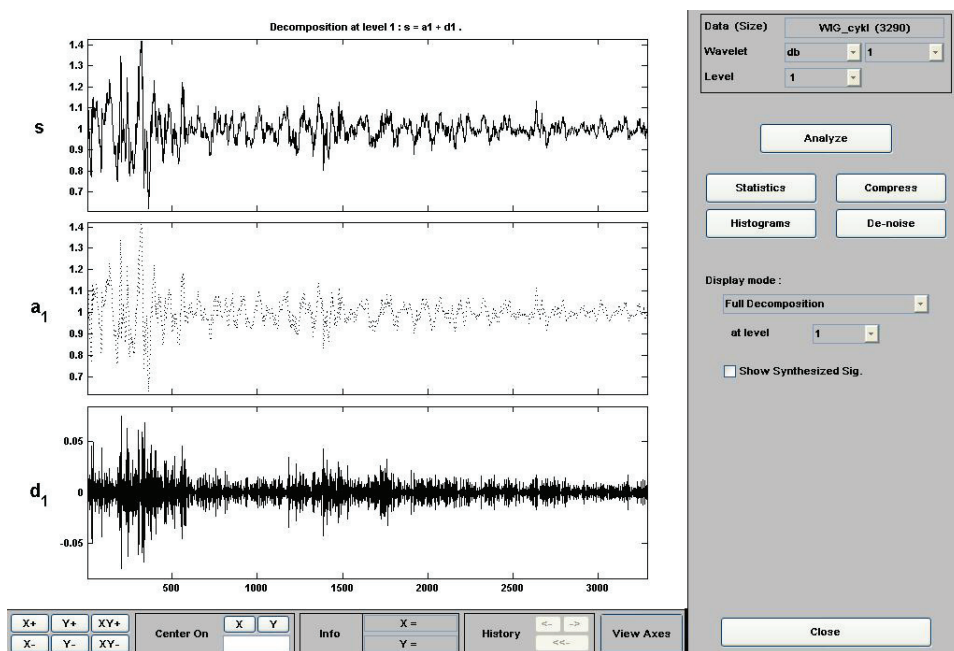 Decomposition at level 1 : s = a1 + d1 .
s
1.4
1.3
1.2
1.1
1
0.9
0.8
0.7
a1
1.4
1.3
1.2
1.1
1
0.9
0.8
0.7
d1
0.05
0
-0.05
500 1000 1500 2000 2500 3000
Data (Size) WIG_cykl (3290)
Wavelet db 1
Level 1
Analyze
Statistics Compress
Histograms De-noise
Display mode :
Full Decomposition
at level 1
Show Synthesized Sig.
X+ Y+ XY+
X- Y- XY-
Center On X Y
Info X =
Y =
History <- ->
<<-
View Axes
Close